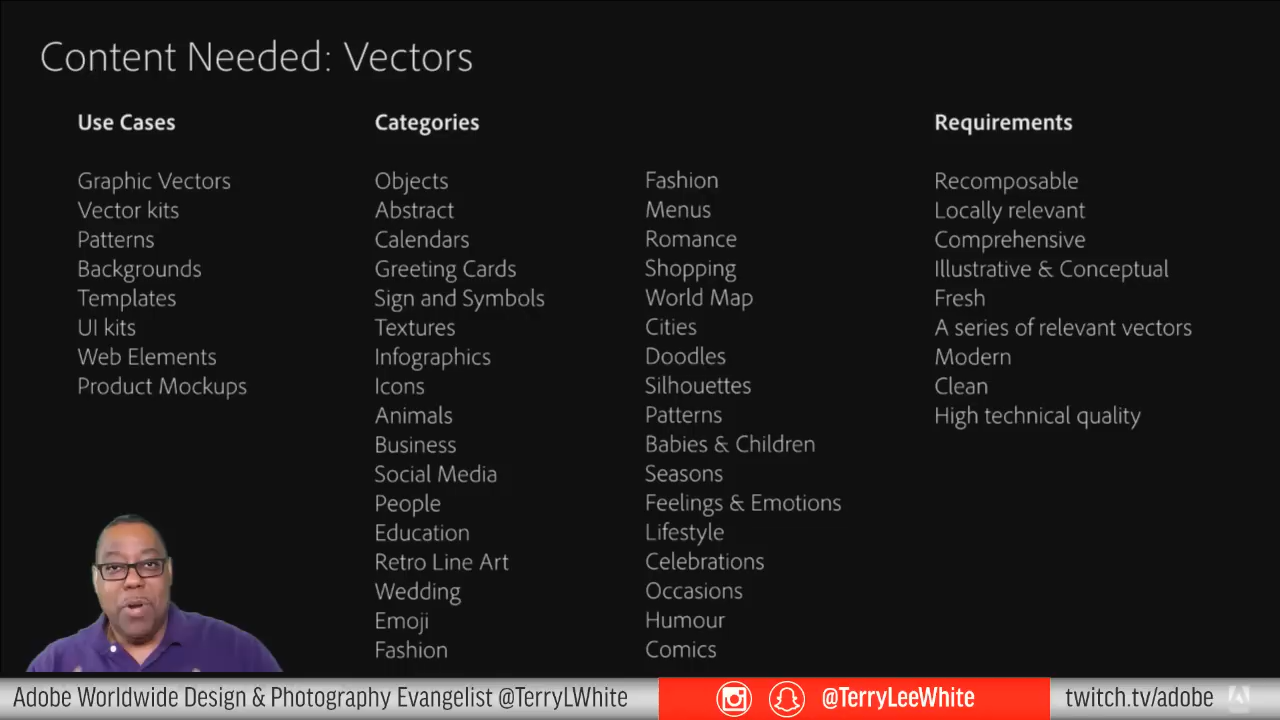 Content Needed: Vectors
Use Cases
Graphic Vectors
Vector kits
Patterns
Backgrounds
Templates
UI kits
Web Elements
Product Mockups
Categories
Objects
Abstract
Calendars
Greeting Cards
Sign and Symbols
Textures
Infographics
Icons
Animals
Business
Social Media
People
Education
Retro Line Art
Wedding
Emoji
Fashion
Fashion
Menus
Romance
Shopping
World Map
Cities
Doodles
Silhouettes
Patterns
Babies & Children
Seasons
Feelings & Emotions
Lifestyle
Celebrations
Occasions
Humour
Comics
Requirements
Recomposable
Locally relevant
Comprehensive
Illustrative & Conceptual
Fresh
A series of relevant vectors
Modern
Clean
High technical quality
Adobe Worldwide Design & Photography Evangelist @TerryLWhite
@TerryLeeWhite
twitch.tv/adobe